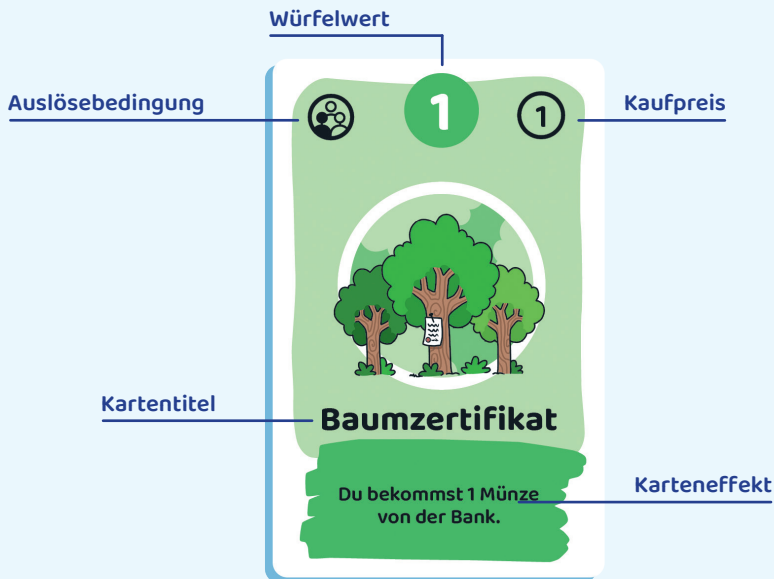 Würfelwert
Auslösebedingung
1
1
Kaufpreis
Kartentitel
Baumzertifikat
Du bekommst 1 Münze
von der Bank.
Karteneffekt